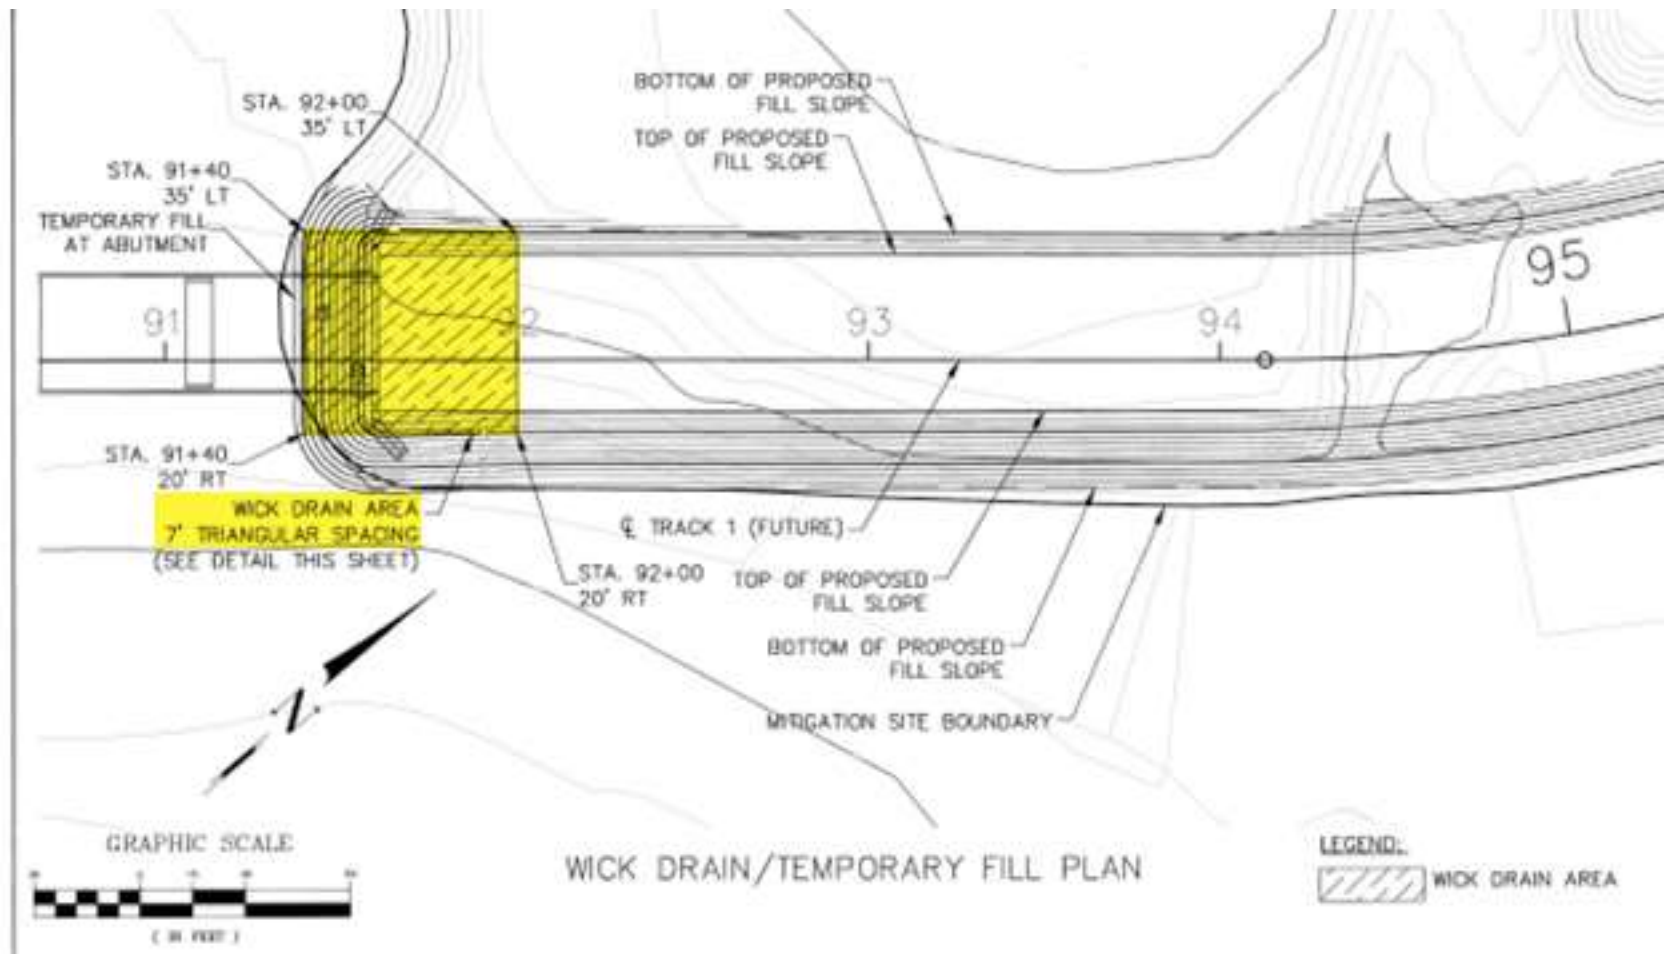 BOTTOM OF PROPOSED
FILL SLOPE
STA. 92+00
35' LT
TOP OF PROPOSED
FILL SLOPE
STA. 91+40
35' LT
TEMPORARY FILL
AT ABUTMENT
95
91
92
93
94
STA. 91+40
20' RT
WICK DRAIN AREA
7' TRIANGULAR SPACING
(SEE DETAIL THIS SHEET)
℄ TRACK 1 (FUTURE)
STA. 92+00
20' RT
TOP OF PROPOSED
FILL SLOPE
BOTTOM OF PROPOSED
FILL SLOPE
MITIGATION SITE BOUNDARY
N
GRAPHIC SCALE
( IN FEET )
WICK DRAIN/TEMPORARY FILL PLAN
LEGEND:
WICK DRAIN AREA